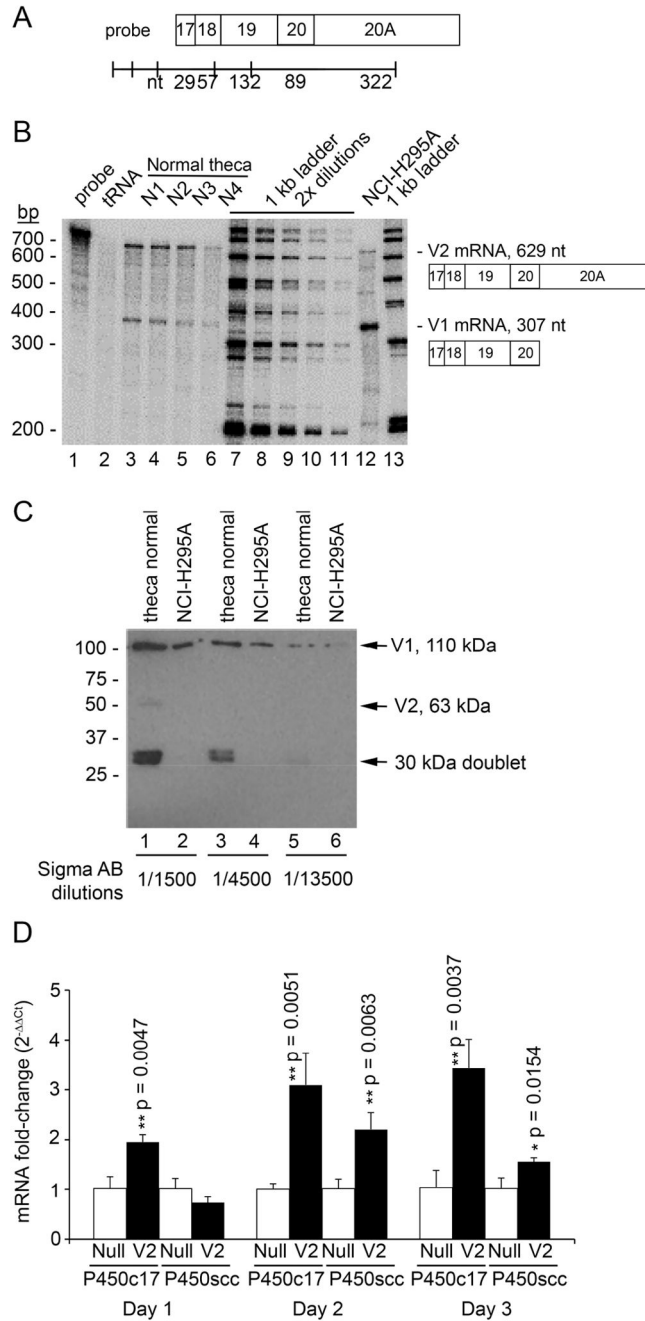 A
probe 17 18 19 20 20A
nt 29 57 132 89 322
B
probe tRNA Normal theca N1 N2 N3 N4 1 kb ladder 2x dilutions NCI-H295A 1 kb ladder
bp
700 -
600 -
500 -
400 -
300 -
200 -
- V2 mRNA, 629 nt
17 18 19 20 20A
- V1 mRNA, 307 nt
17 18 19 20
1 2 3 4 5 6 7 8 9 10 11 12 13
C
theca normal NCI-H295A theca normal NCI-H295A theca normal NCI-H295A
100 -
75 -
50 -
37 -
25 -
V1, 110 kDa
V2, 63 kDa
30 kDa doublet
1 2 3 4 5 6
Sigma AB
dilutions
1/1500 1/4500 1/13500
D
mRNA fold-change (2-ΔΔCt)
5
4
3
2
1
0
** p = 0.0047
** p = 0.0051
** p = 0.0063
** p = 0.0037
* p = 0.0154
Null V2 Null V2 Null V2 Null V2 Null V2 Null V2
P450c17 P450scc P450c17 P450scc P450c17 P450scc
Day 1 Day 2 Day 3